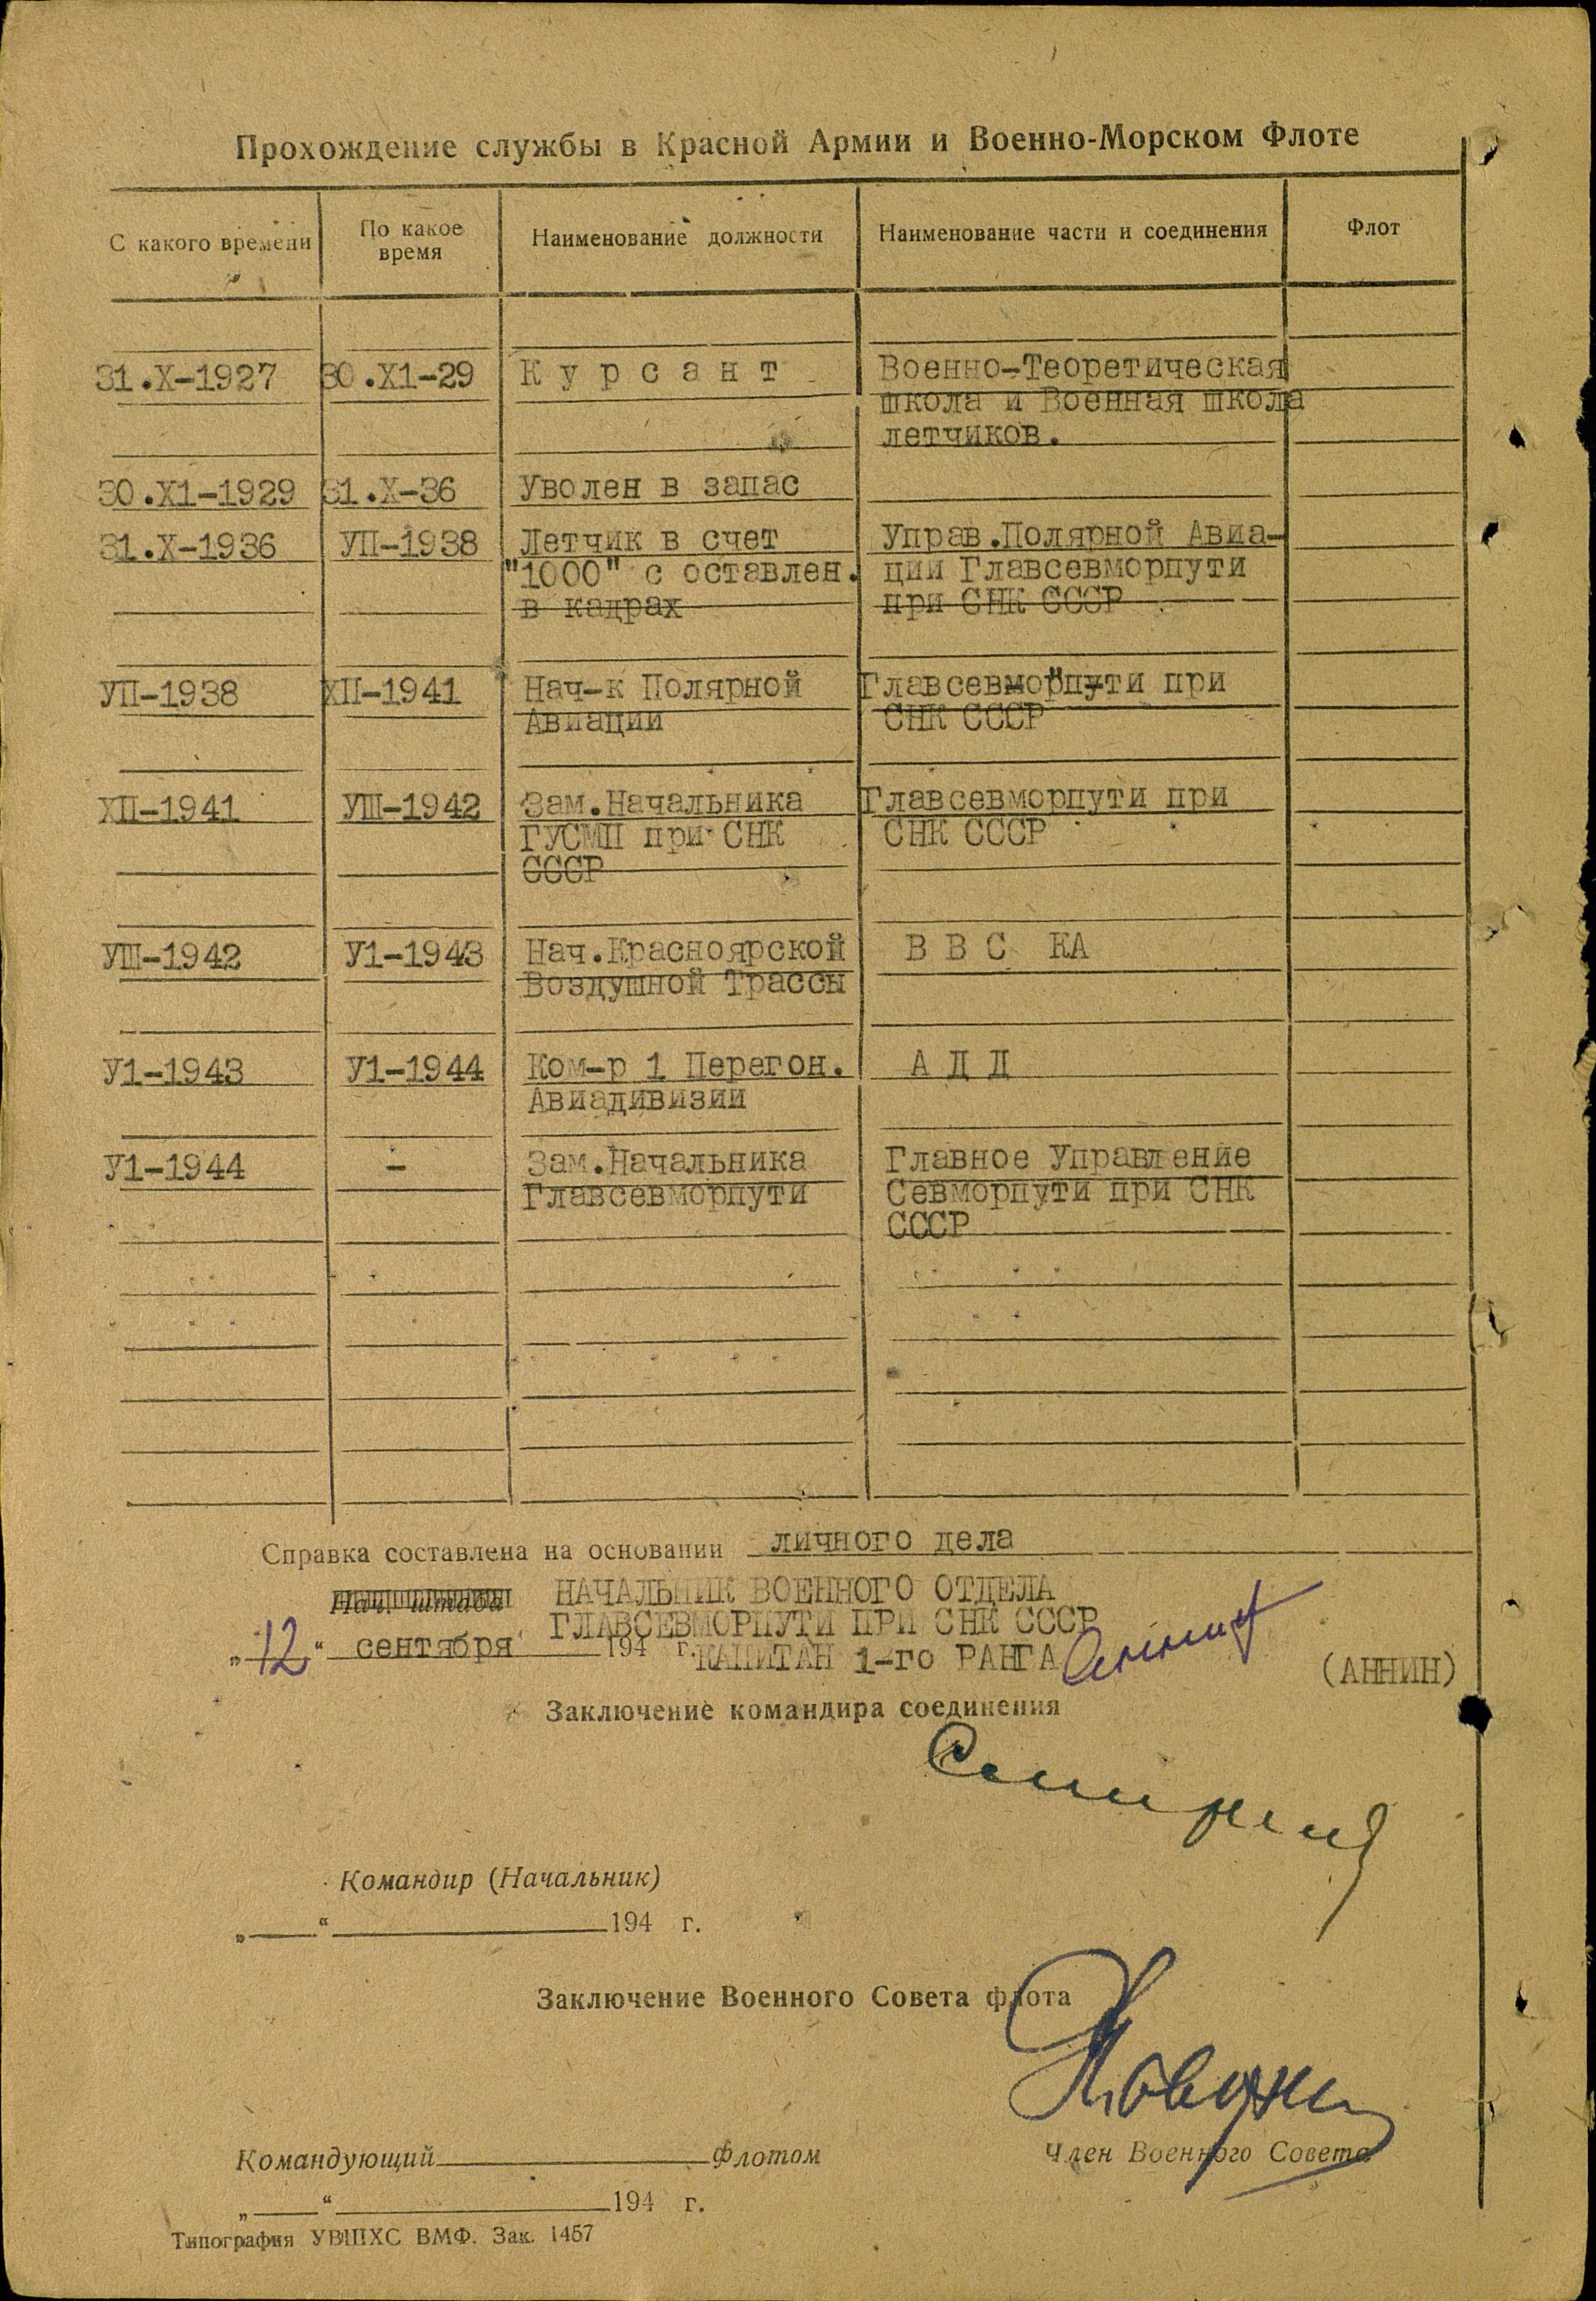 Прохождение службы в Красной Армии и Военно-Морском Флоте
С какого времени
По какое
время
Наименование должности
Наименование части и соединения
Флот
31.X-1927
30.X1-29
Курсант
Военно-Теоретическая
школа и Военная школа
летчиков.
30.X1-1929
31.X-36
Уволен в запас
31.X-1936
УП-1938
Летчик в счет
"1000" с оставлен.
в кадрах
Управ.Полярной Авиа-
ции Главсевморпути
при СНК СССР
УП-1938
ХП-1941
Нач-к Полярной
Авиации
Главсевморпути при
СНК СССР
ХП-1941
УШ-1942
Зам.Начальника
ГУСМП при СНК
СССР
Главсевморпути при
СНК СССР
УШ-1942
У1-1943
Нач.Красноярской
Воздушной Трассы
В В С КА
У1-1943
У1-1944
Ком-р 1 Перегон.
Авиадивизии
А Д Д
У1-1944
-
Зам.Начальника
Главсевморпути
Главное Управление
Севморпути при СНК
СССР
Справка составлена на основании личного дела
Нач. штаба НАЧАЛЬНИК ВОЕННОГО ОТДЕЛА
ГЛАВСЕВМОРПУТИ ПРИ СНК СССР
„12“ сентября 194 г. КАПИТАН 1-го РАНГА
(АННИН)
Заключение командира соединения
Командир (Начальник)
„ “ 194 г.
Заключение Военного Совета флота
Командующий флотом
Член Военного Совета
„ “ 194 г.
Типография УВШХС ВМФ. Зак. 1457